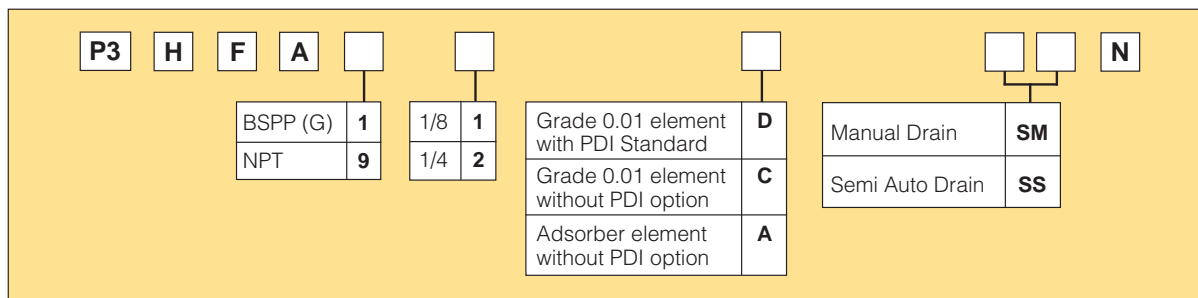 P3 H F A N
BSPP (G) 1
NPT 9
1/8 1
1/4 2
Grade 0.01 element D
with PDI Standard
Grade 0.01 element C
without PDI option
Adsorber element A
without PDI option
Manual Drain SM
Semi Auto Drain SS